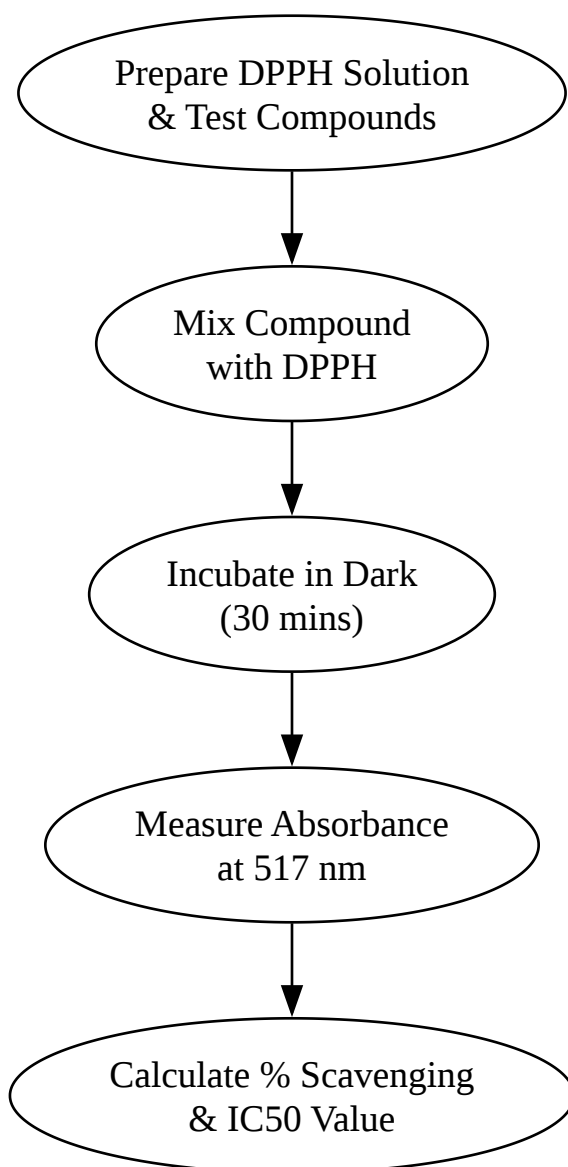 Prepare DPPH Solution
& Test Compounds
Mix Compound
with DPPH
Incubate in Dark
(30 mins)
Measure Absorbance
at 517 nm
Calculate % Scavenging
& IC50 Value